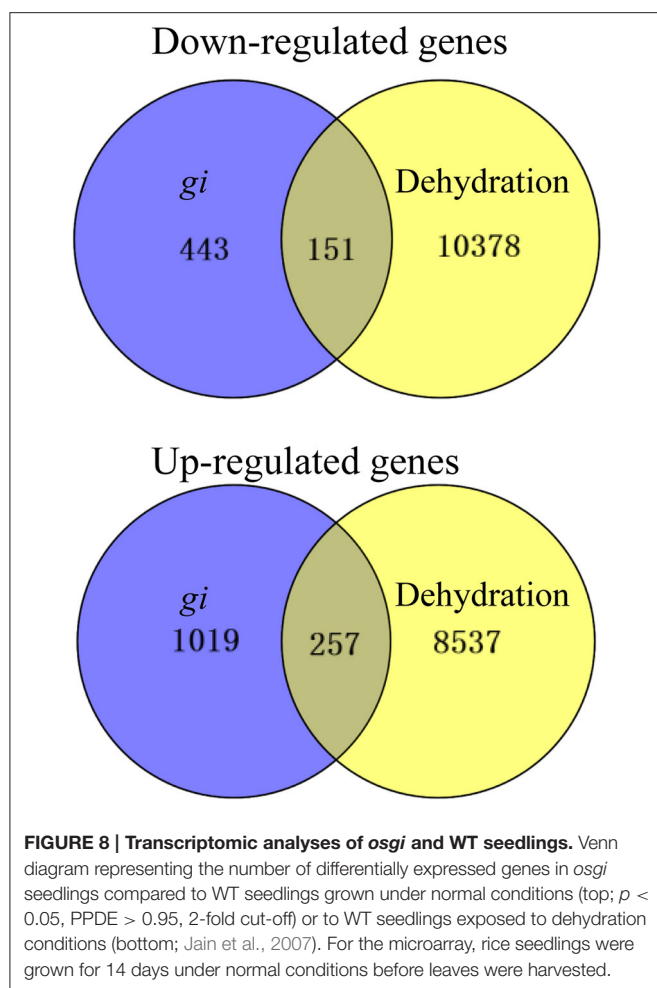 Down-regulated genes
gi
Dehydration
443
151
10378
Up-regulated genes
gi
Dehydration
1019
257
8537
FIGURE 8 | Transcriptomic analyses of osgi and WT seedlings. Venn
diagram representing the number of differentially expressed genes in osgi
seedlings compared to WT seedlings grown under normal conditions (top; p <
0.05, PPDE > 0.95, 2-fold cut-off) or to WT seedlings exposed to dehydration
conditions (bottom; Jain et al., 2007). For the microarray, rice seedlings were
grown for 14 days under normal conditions before leaves were harvested.